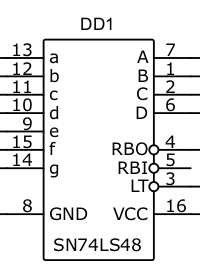 DD1
13 a A 7
12 b B 1
11 c C 2
10 d D 6
9 e
15 f RBO 4
14 g RBI 5
LT 3
8 GND VCC 16
SN74LS48